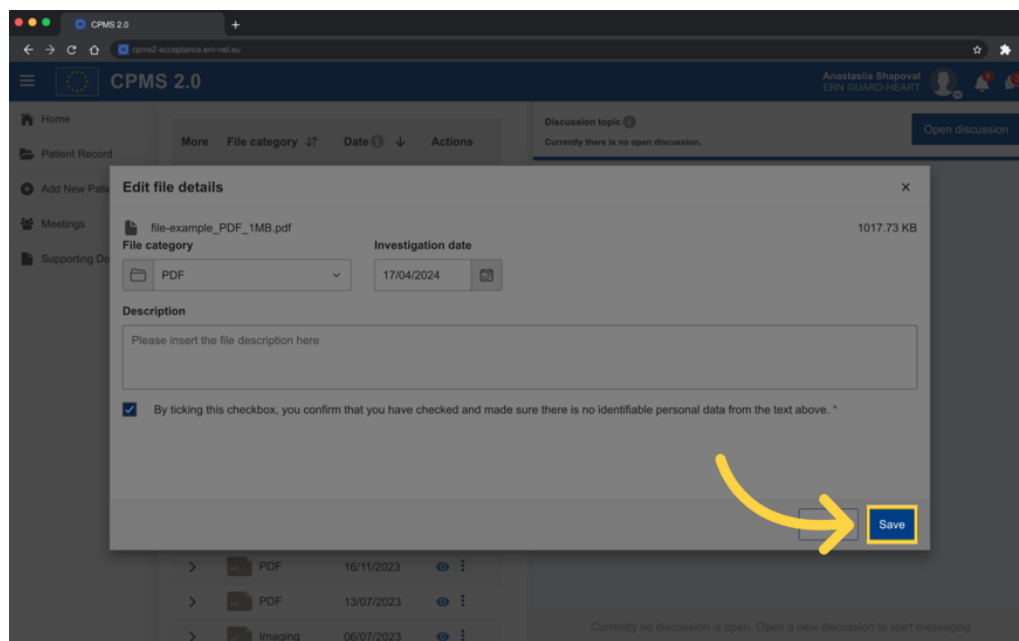 CPMS 2.0
cpms2-acceptance.ern-net.eu
CPMS 2.0
Anastasiia Shapoval
ERN GUARD-HEART
Home
Patient Record
Add New Patie
Meetings
Supporting Do
More File category Date Actions
Discussion topic
Currently there is no open discussion.
Open discussion
Edit file details
file-example_PDF_1MB.pdf 1017.73 KB
File category Investigation date
PDF 17/04/2024
Description
Please insert the file description here
By ticking this checkbox, you confirm that you have checked and made sure there is no identifiable personal data from the text above. *
Save
PDF 16/11/2023
PDF 13/07/2023
Imaging 06/07/2023
Currently no discussion is open. Open a new discussion to start messaging